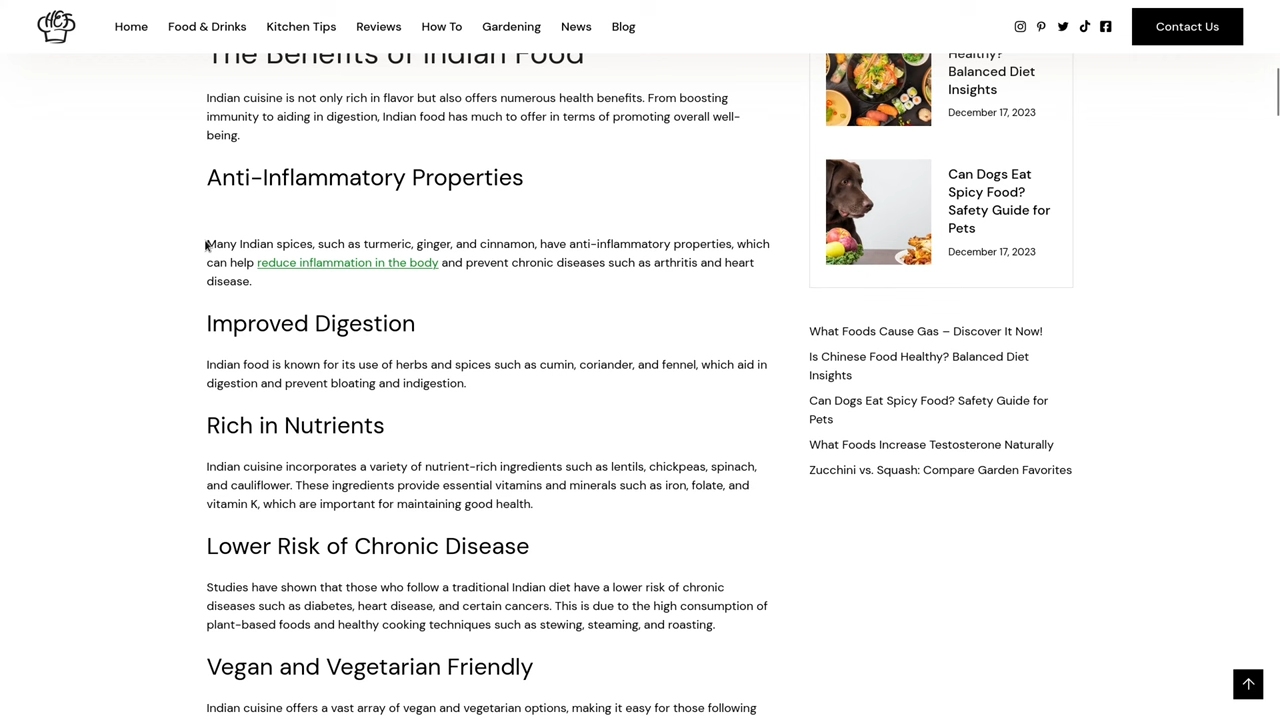 CHEF
Home
Food & Drinks
Kitchen Tips
Reviews
How To
Gardening
News
Blog
Contact Us
The Benefits of Indian Food
Indian cuisine is not only rich in flavor but also offers numerous health benefits. From boosting
immunity to aiding in digestion, Indian food has much to offer in terms of promoting overall well-
being.
Anti-Inflammatory Properties
Many Indian spices, such as turmeric, ginger, and cinnamon, have anti-inflammatory properties, which
can help reduce inflammation in the body and prevent chronic diseases such as arthritis and heart
disease.
Improved Digestion
Indian food is known for its use of herbs and spices such as cumin, coriander, and fennel, which aid in
digestion and prevent bloating and indigestion.
Rich in Nutrients
Indian cuisine incorporates a variety of nutrient-rich ingredients such as lentils, chickpeas, spinach,
and cauliflower. These ingredients provide essential vitamins and minerals such as iron, folate, and
vitamin K, which are important for maintaining good health.
Lower Risk of Chronic Disease
Studies have shown that those who follow a traditional Indian diet have a lower risk of chronic
diseases such as diabetes, heart disease, and certain cancers. This is due to the high consumption of
plant-based foods and healthy cooking techniques such as stewing, steaming, and roasting.
Vegan and Vegetarian Friendly
Indian cuisine offers a vast array of vegan and vegetarian options, making it easy for those following
Healthy?
Balanced Diet
Insights
December 17, 2023
Can Dogs Eat
Spicy Food?
Safety Guide for
Pets
December 17, 2023
What Foods Cause Gas – Discover It Now!
Is Chinese Food Healthy? Balanced Diet
Insights
Can Dogs Eat Spicy Food? Safety Guide for
Pets
What Foods Increase Testosterone Naturally
Zucchini vs. Squash: Compare Garden Favorites